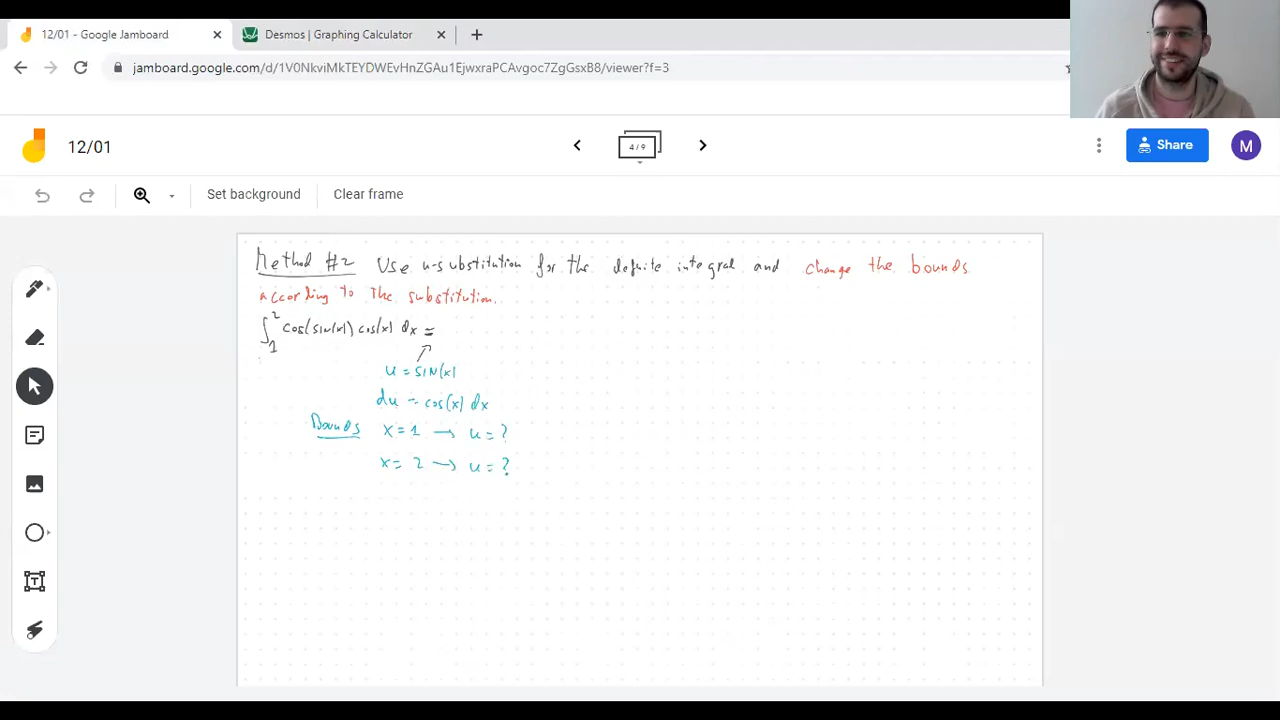 12/01 - Google Jamboard
Desmos | Graphing Calculator
jamboard.google.com/d/1V0NkviMkTEYDWEvHnZGAu1EjwxraPCAvgoc7ZgGsxB8/viewer?f=3
12/01
4 / 9
Share
M
Set background
Clear frame
Method #2 Use u-substitution for the definite integral and change the bounds
according to the substitution.
∫₁² cos(sin(x)) cos(x) dx =
u = SIN(x)
du = cos(x) dx
Bounds x = 1 → u = ?
x = 2 → u = ?